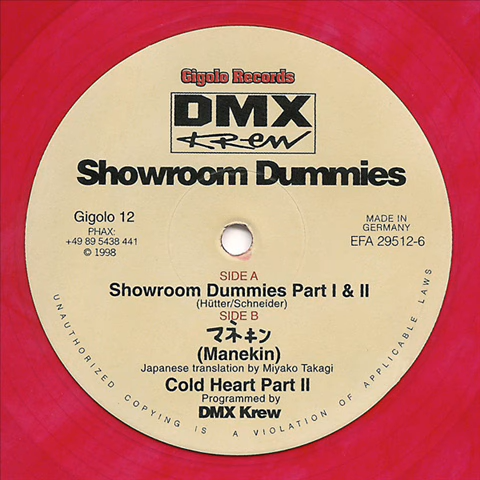 Gigolo Records
DMX
KREW
Showroom Dummies
Gigolo 12
PHAX:
+49 89 5438 441
© 1998
MADE IN
GERMANY
EFA 29512-6
SIDE A
Showroom Dummies Part I & II
(Hütter/Schneider)
SIDE B
マネキン
(Manekin)
Japanese translation by Miyako Takagi
Cold Heart Part II
Programmed by
DMX Krew
UNAUTHORIZED COPYING IS A VIOLATION OF APPLICABLE LAWS